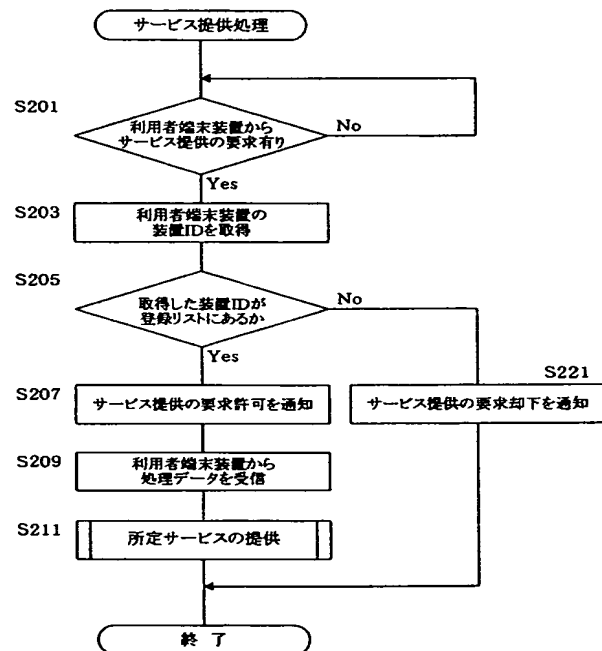 サービス提供処理
S201
利用者端末装置から
サービス提供の要求有り
No
Yes
S203
利用者端末装置の
装置IDを取得
S205
取得した装置IDが
登録リストにあるか
No
Yes
S221
S207
サービス提供の要求許可を通知
サービス提供の要求却下を通知
S209
利用者端末装置から
処理データを受信
S211
所定サービスの提供
終 了